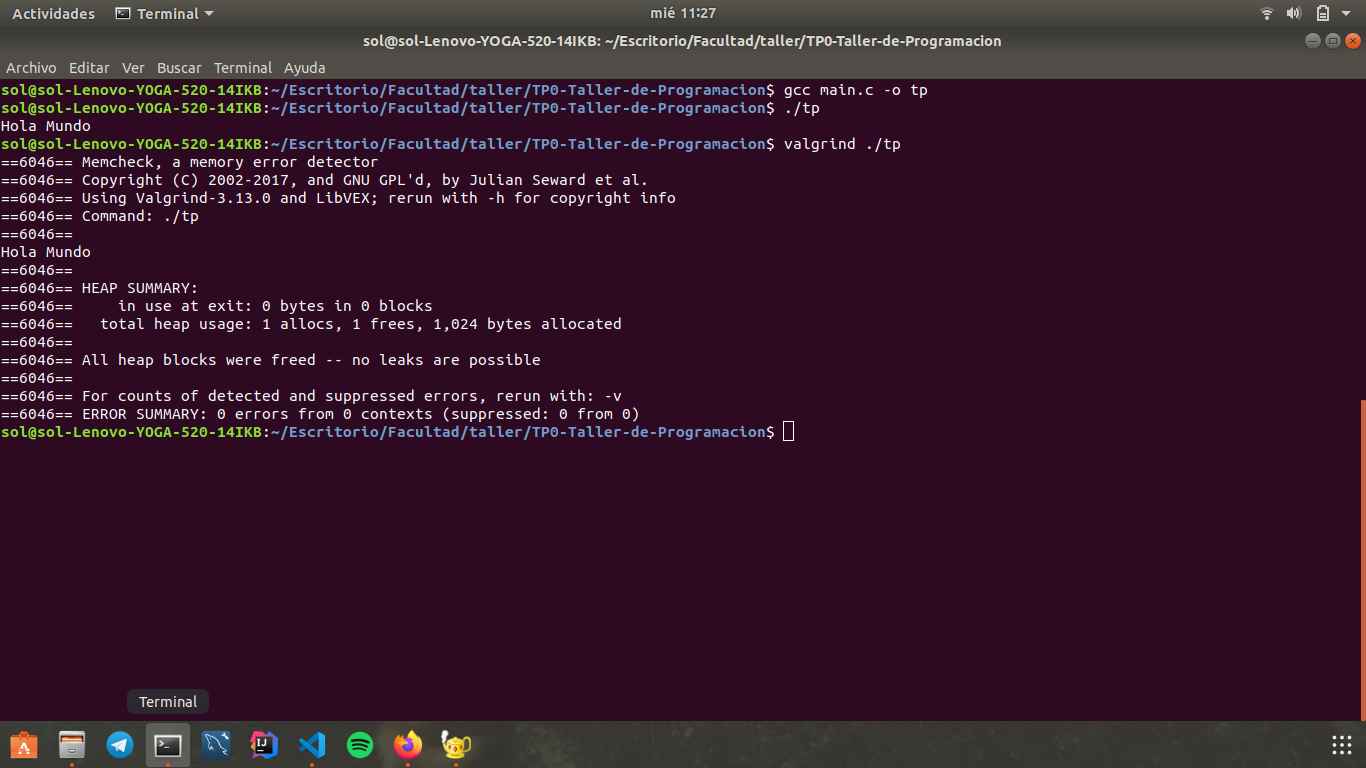 Actividades Terminal mié 11:27
sol@sol-Lenovo-YOGA-520-14IKB: ~/Escritorio/Facultad/taller/TP0-Taller-de-Programacion
Archivo Editar Ver Buscar Terminal Ayuda
sol@sol-Lenovo-YOGA-520-14IKB:~/Escritorio/Facultad/taller/TP0-Taller-de-Programacion$ gcc main.c -o tp
sol@sol-Lenovo-YOGA-520-14IKB:~/Escritorio/Facultad/taller/TP0-Taller-de-Programacion$ ./tp
Hola Mundo
sol@sol-Lenovo-YOGA-520-14IKB:~/Escritorio/Facultad/taller/TP0-Taller-de-Programacion$ valgrind ./tp
==6046== Memcheck, a memory error detector
==6046== Copyright (C) 2002-2017, and GNU GPL'd, by Julian Seward et al.
==6046== Using Valgrind-3.13.0 and LibVEX; rerun with -h for copyright info
==6046== Command: ./tp
==6046==
Hola Mundo
==6046==
==6046== HEAP SUMMARY:
==6046==     in use at exit: 0 bytes in 0 blocks
==6046==   total heap usage: 1 allocs, 1 frees, 1,024 bytes allocated
==6046==
==6046== All heap blocks were freed -- no leaks are possible
==6046==
==6046== For counts of detected and suppressed errors, rerun with: -v
==6046== ERROR SUMMARY: 0 errors from 0 contexts (suppressed: 0 from 0)
sol@sol-Lenovo-YOGA-520-14IKB:~/Escritorio/Facultad/taller/TP0-Taller-de-Programacion$
Terminal